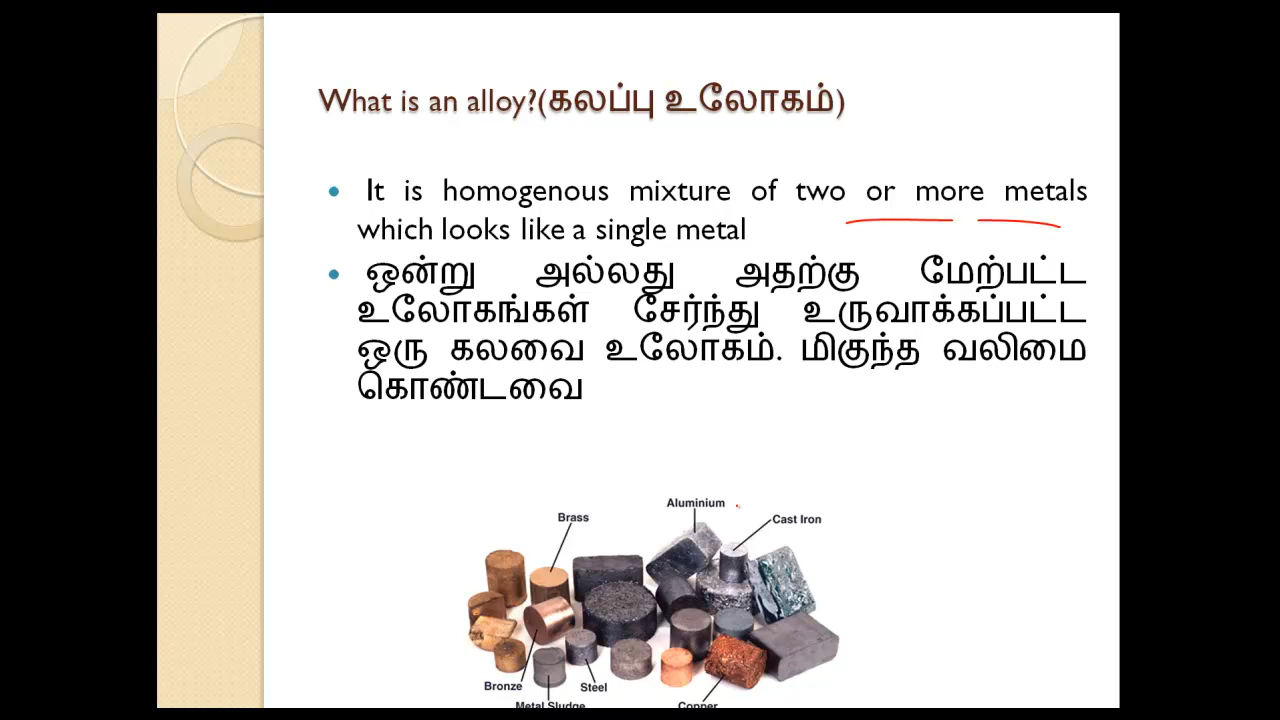 What is an alloy?(கலப்பு உலோகம்)
• It is homogenous mixture of two or more metals
which looks like a single metal
• ஒன்று அல்லது அதற்கு மேற்பட்ட
உலோகங்கள் சேர்ந்து உருவாக்கப்பட்ட
ஒரு கலவை உலோகம். மிகுந்த வலிமை
கொண்டவை
Aluminium
Brass
Cast Iron
Bronze
Steel
Metal Sludge
Copper